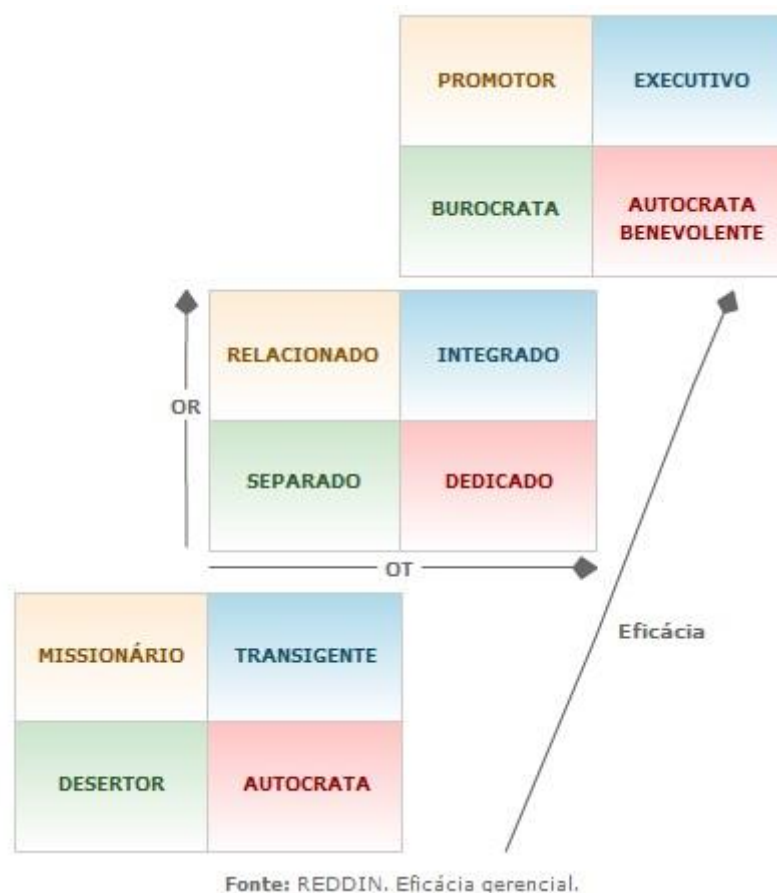 PROMOTOR
EXECUTIVO
BUROCRATA
AUTOCRATA
BENEVOLENTE
RELACIONADO
INTEGRADO
OR
SEPARADO
DEDICADO
OT
Eficácia
MISSIONÁRIO
TRANSIGENTE
DESERTOR
AUTOCRATA
Fonte: REDDIN. Eficácia gerencial.